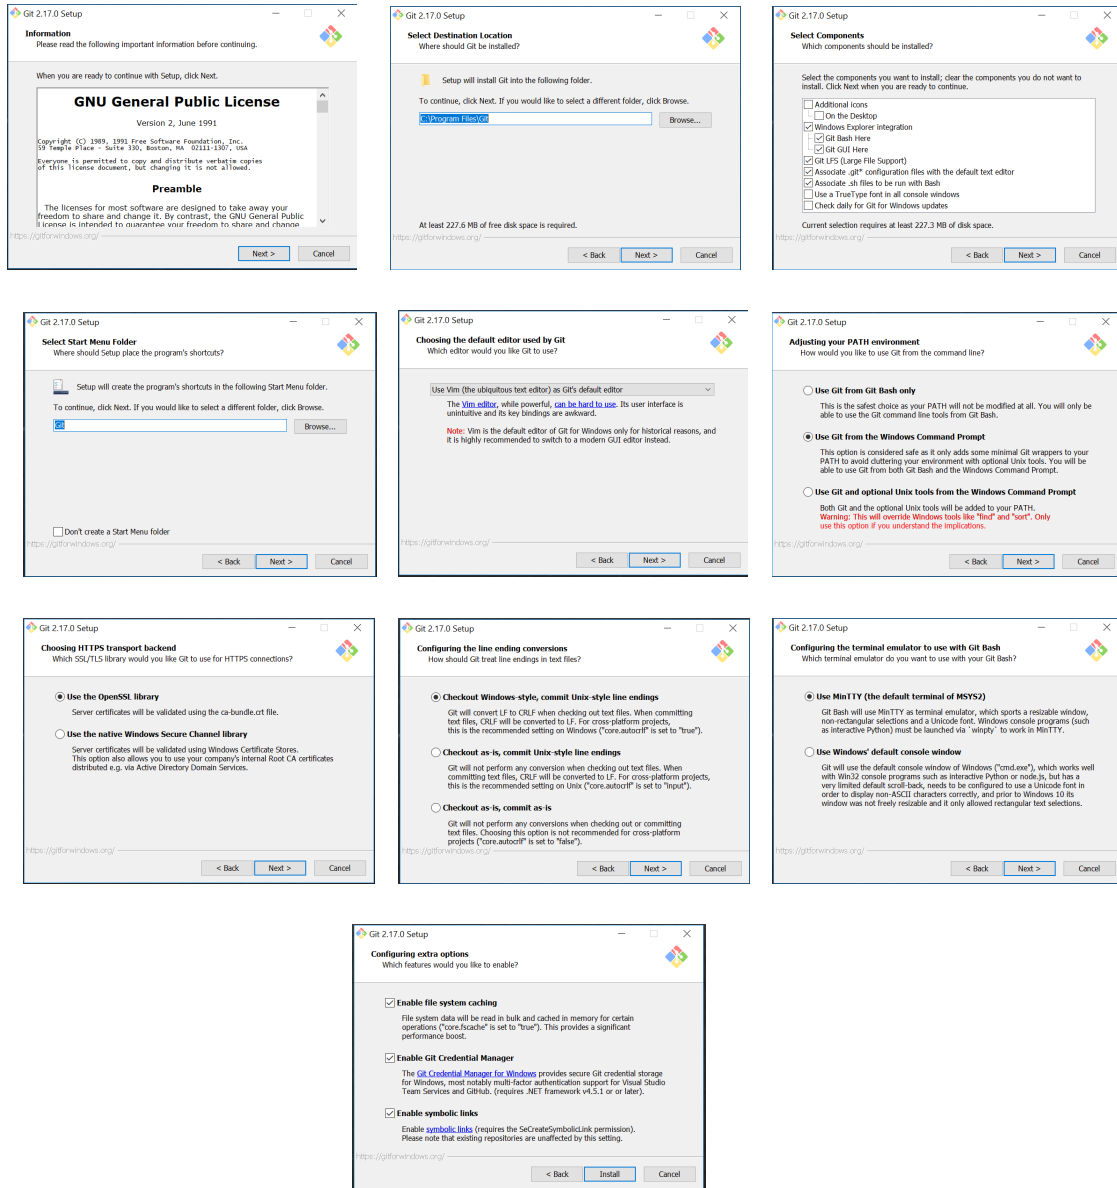 Git 2.17.0 Setup
Information
Please read the following important information before continuing.
When you are ready to continue with Setup, click Next.
GNU General Public License
Version 2, June 1991
Copyright (C) 1989, 1991 Free Software Foundation, Inc.
59 Temple Place - Suite 330, Boston, MA  02111-1307, USA
Everyone is permitted to copy and distribute verbatim copies
of this license document, but changing it is not allowed.
Preamble
The licenses for most software are designed to take away your
freedom to share and change it. By contrast, the GNU General Public
License is intended to guarantee your freedom to share and change
https://gitforwindows.org/
Next >
Cancel
Git 2.17.0 Setup
Select Destination Location
Where should Git be installed?
Setup will install Git into the following folder.
To continue, click Next. If you would like to select a different folder, click Browse.
C:\Program Files\Git
Browse...
At least 227.6 MB of free disk space is required.
https://gitforwindows.org/
< Back
Next >
Cancel
Git 2.17.0 Setup
Select Components
Which components should be installed?
Select the components you want to install; clear the components you do not want to
install. Click Next when you are ready to continue.
Additional icons
On the Desktop
Windows Explorer integration
Git Bash Here
Git GUI Here
Git LFS (Large File Support)
Associate .git* configuration files with the default text editor
Associate .sh files to be run with Bash
Use a TrueType font in all console windows
Check daily for Git for Windows updates
Current selection requires at least 227.3 MB of disk space.
https://gitforwindows.org/
< Back
Next >
Cancel
Git 2.17.0 Setup
Select Start Menu Folder
Where should Setup place the program's shortcuts?
Setup will create the program's shortcuts in the following Start Menu folder.
To continue, click Next. If you would like to select a different folder, click Browse.
Git
Browse...
Don't create a Start Menu folder
https://gitforwindows.org/
< Back
Next >
Cancel
Git 2.17.0 Setup
Choosing the default editor used by Git
Which editor would you like Git to use?
Use Vim (the ubiquitous text editor) as Git's default editor
The Vim editor, while powerful, can be hard to use. Its user interface is
unintuitive and its key bindings are awkward.
Note: Vim is the default editor of Git for Windows only for historical reasons, and
it is highly recommended to switch to a modern GUI editor instead.
https://gitforwindows.org/
< Back
Next >
Cancel
Git 2.17.0 Setup
Adjusting your PATH environment
How would you like to use Git from the command line?
Use Git from Git Bash only
This is the safest choice as your PATH will not be modified at all. You will only be
able to use the Git command line tools from Git Bash.
Use Git from the Windows Command Prompt
This option is considered safe as it only adds some minimal Git wrappers to your
PATH to avoid cluttering your environment with optional Unix tools. You will be
able to use Git from both Git Bash and the Windows Command Prompt.
Use Git and optional Unix tools from the Windows Command Prompt
Both Git and the optional Unix tools will be added to your PATH.
Warning: This will override Windows tools like "find" and "sort". Only
use this option if you understand the implications.
https://gitforwindows.org/
< Back
Next >
Cancel
Git 2.17.0 Setup
Choosing HTTPS transport backend
Which SSL/TLS library would you like Git to use for HTTPS connections?
Use the OpenSSL library
Server certificates will be validated using the ca-bundle.crt file.
Use the native Windows Secure Channel library
Server certificates will be validated using Windows Certificate Stores.
This option also allows you to use your company's internal Root CA certificates
distributed e.g. via Active Directory Domain Services.
https://gitforwindows.org/
< Back
Next >
Cancel
Git 2.17.0 Setup
Configuring the line ending conversions
How should Git treat line endings in text files?
Checkout Windows-style, commit Unix-style line endings
Git will convert LF to CRLF when checking out text files. When committing
text files, CRLF will be converted to LF. For cross-platform projects,
this is the recommended setting on Windows ("core.autocrlf" is set to "true").
Checkout as-is, commit Unix-style line endings
Git will not perform any conversion when checking out text files. When
committing text files, CRLF will be converted to LF. For cross-platform projects,
this is the recommended setting on Unix ("core.autocrlf" is set to "input").
Checkout as-is, commit as-is
Git will not perform any conversions when checking out or committing
text files. Choosing this option is not recommended for cross-platform
projects ("core.autocrlf" is set to "false").
https://gitforwindows.org/
< Back
Next >
Cancel
Git 2.17.0 Setup
Configuring the terminal emulator to use with Git Bash
Which terminal emulator do you want to use with your Git Bash?
Use MinTTY (the default terminal of MSYS2)
Git Bash will use MinTTY as terminal emulator, which sports a resizable window,
non-rectangular selections and a Unicode font. Windows console programs (such
as interactive Python) must be launched via `winpty` to work in MinTTY.
Use Windows' default console window
Git will use the default console window of Windows ("cmd.exe"), which works well
with Win32 console programs such as interactive Python or node.js, but has a
very limited default scroll-back, needs to be configured to use a Unicode font in
order to display non-ASCII characters correctly, and prior to Windows 10 its
window was not freely resizable and it only allowed rectangular text selections.
https://gitforwindows.org/
< Back
Next >
Cancel
Git 2.17.0 Setup
Configuring extra options
Which features would you like to enable?
Enable file system caching
File system data will be read in bulk and cached in memory for certain
operations ("core.fscache" is set to "true"). This provides a significant
performance boost.
Enable Git Credential Manager
The Git Credential Manager for Windows provides secure Git credential storage
for Windows, most notably multi-factor authentication support for Visual Studio
Team Services and GitHub. (requires .NET framework v4.5.1 or or later).
Enable symbolic links
Enable symbolic links (requires the SeCreateSymbolicLink permission).
Please note that existing repositories are unaffected by this setting.
https://gitforwindows.org/
< Back
Install
Cancel